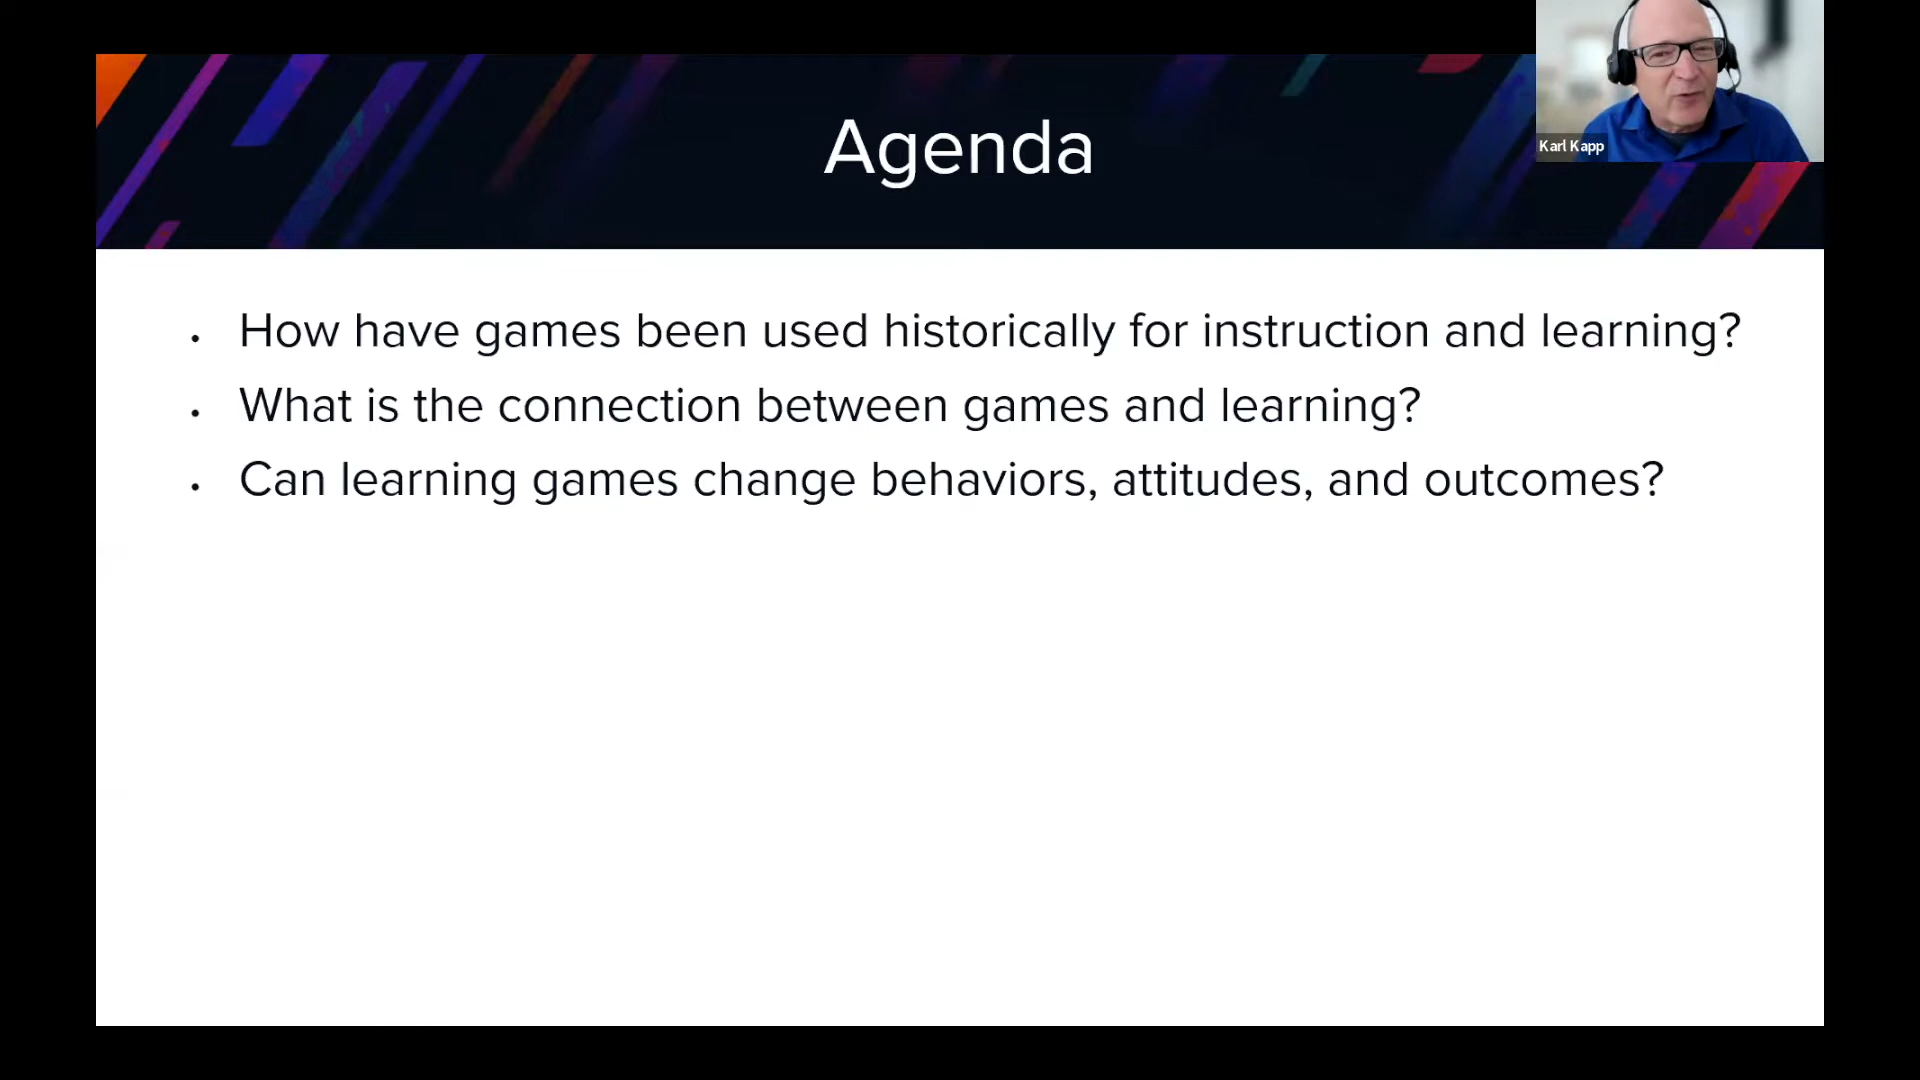 Agenda
Karl Kapp
• How have games been used historically for instruction and learning?
• What is the connection between games and learning?
• Can learning games change behaviors, attitudes, and outcomes?